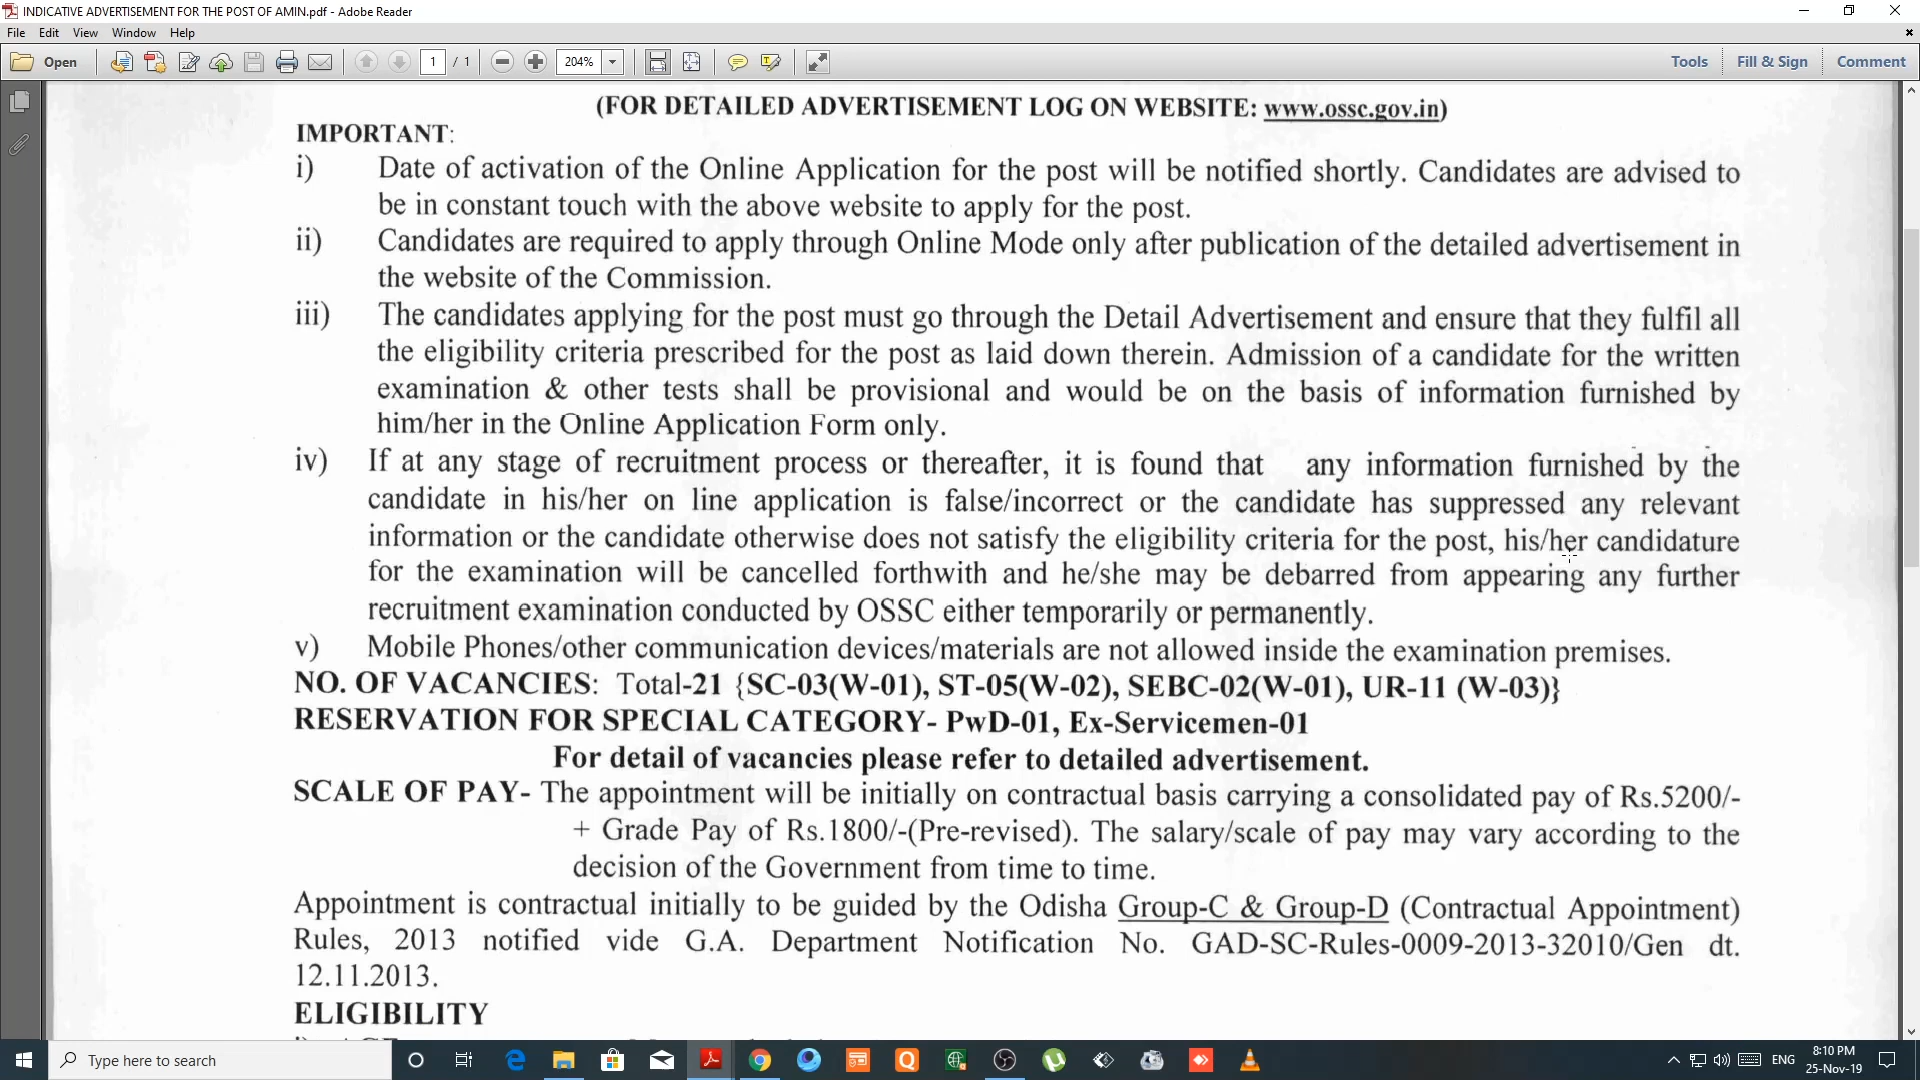 INDICATIVE ADVERTISEMENT FOR THE POST OF AMIN.pdf - Adobe Reader
File Edit View Window Help
Open 1 / 1 204% Tools Fill & Sign Comment
(FOR DETAILED ADVERTISEMENT LOG ON WEBSITE: www.ossc.gov.in)
IMPORTANT:
i) Date of activation of the Online Application for the post will be notified shortly. Candidates are advised to
be in constant touch with the above website to apply for the post.
ii) Candidates are required to apply through Online Mode only after publication of the detailed advertisement in
the website of the Commission.
iii) The candidates applying for the post must go through the Detail Advertisement and ensure that they fulfil all
the eligibility criteria prescribed for the post as laid down therein. Admission of a candidate for the written
examination & other tests shall be provisional and would be on the basis of information furnished by
him/her in the Online Application Form only.
iv) If at any stage of recruitment process or thereafter, it is found that any information furnished by the
candidate in his/her on line application is false/incorrect or the candidate has suppressed any relevant
information or the candidate otherwise does not satisfy the eligibility criteria for the post, his/her candidature
for the examination will be cancelled forthwith and he/she may be debarred from appearing any further
recruitment examination conducted by OSSC either temporarily or permanently.
v) Mobile Phones/other communication devices/materials are not allowed inside the examination premises.
NO. OF VACANCIES: Total-21 {SC-03(W-01), ST-05(W-02), SEBC-02(W-01), UR-11 (W-03)}
RESERVATION FOR SPECIAL CATEGORY- PwD-01, Ex-Servicemen-01
For detail of vacancies please refer to detailed advertisement.
SCALE OF PAY- The appointment will be initially on contractual basis carrying a consolidated pay of Rs.5200/-
+ Grade Pay of Rs.1800/-(Pre-revised). The salary/scale of pay may vary according to the
decision of the Government from time to time.
Appointment is contractual initially to be guided by the Odisha Group-C & Group-D (Contractual Appointment)
Rules, 2013 notified vide G.A. Department Notification No. GAD-SC-Rules-0009-2013-32010/Gen dt.
12.11.2013.
ELIGIBILITY
Type here to search
ENG
8:10 PM
25-Nov-19